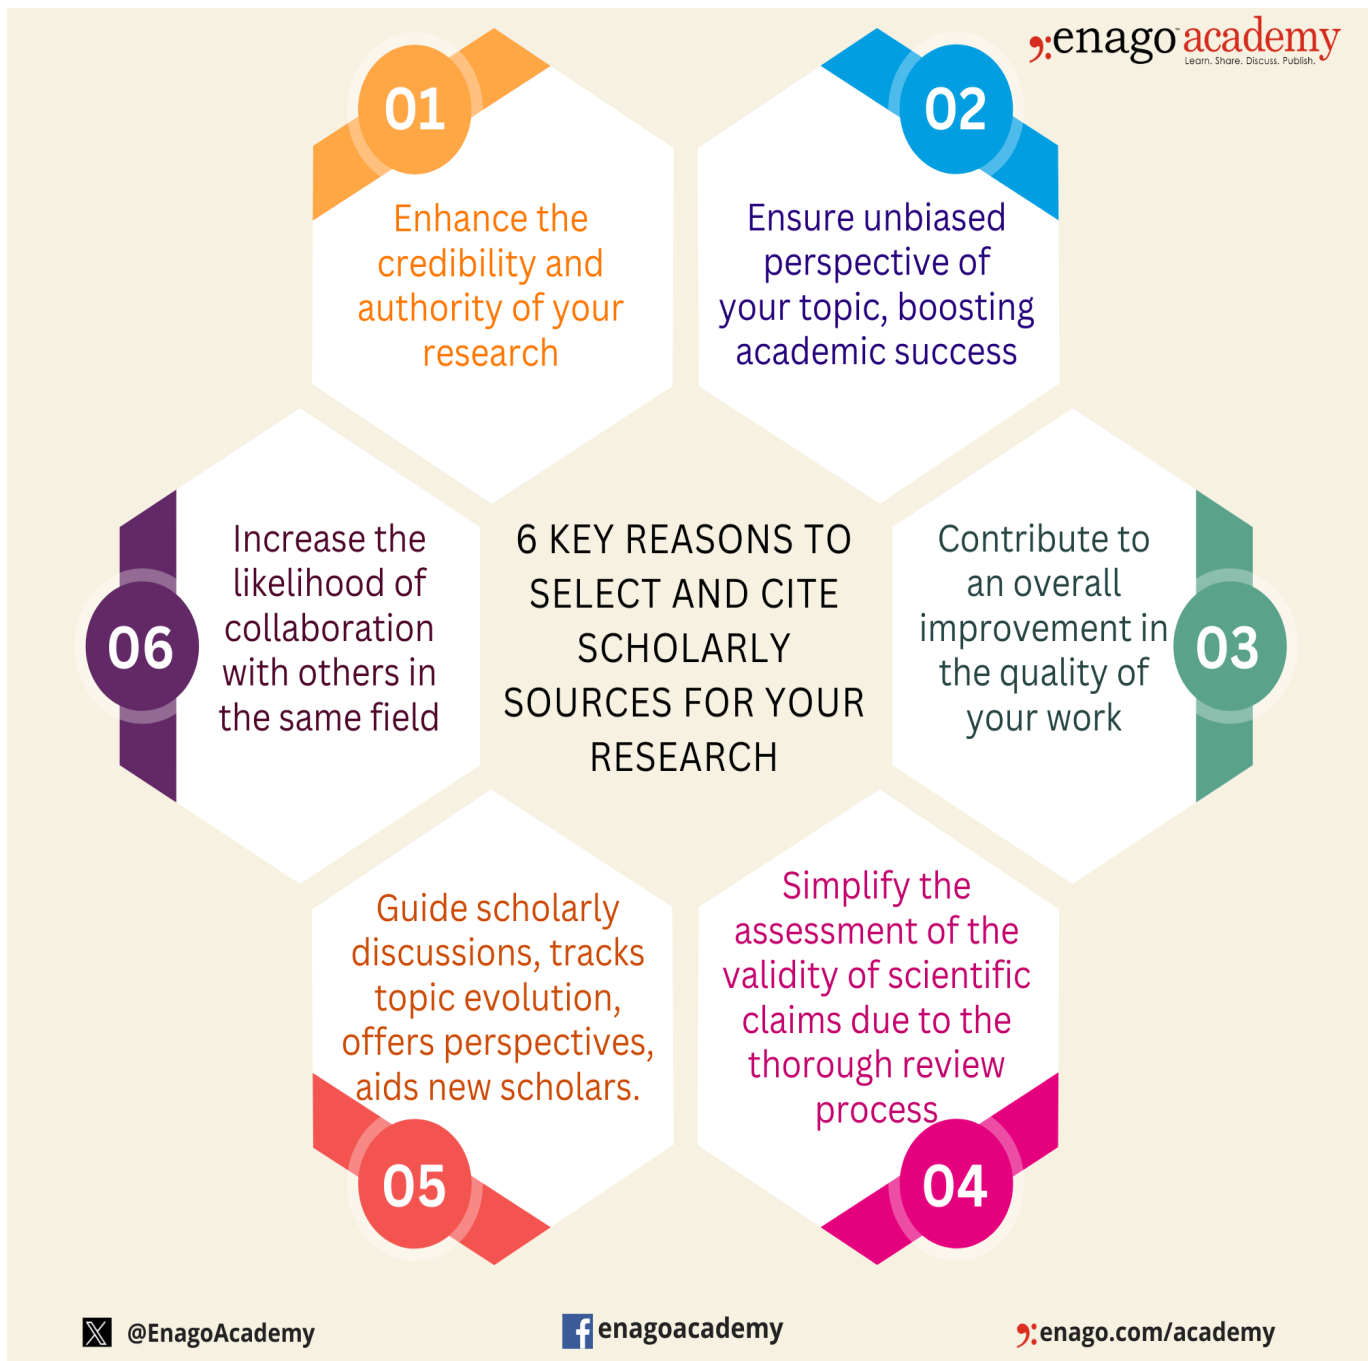 enago academy
Learn. Share. Discuss. Publish.
01
Enhance the
credibility and
authority of your
research
02
Ensure unbiased
perspective of
your topic, boosting
academic success
6 KEY REASONS TO
SELECT AND CITE
SCHOLARLY
SOURCES FOR YOUR
RESEARCH
03
Contribute to
an overall
improvement in
the quality of
your work
04
Simplify the
assessment of the
validity of scientific
claims due to the
thorough review
process
05
Guide scholarly
discussions, tracks
topic evolution,
offers perspectives,
aids new scholars.
06
Increase the
likelihood of
collaboration
with others in
the same field
@EnagoAcademy
enagoacademy
enago.com/academy